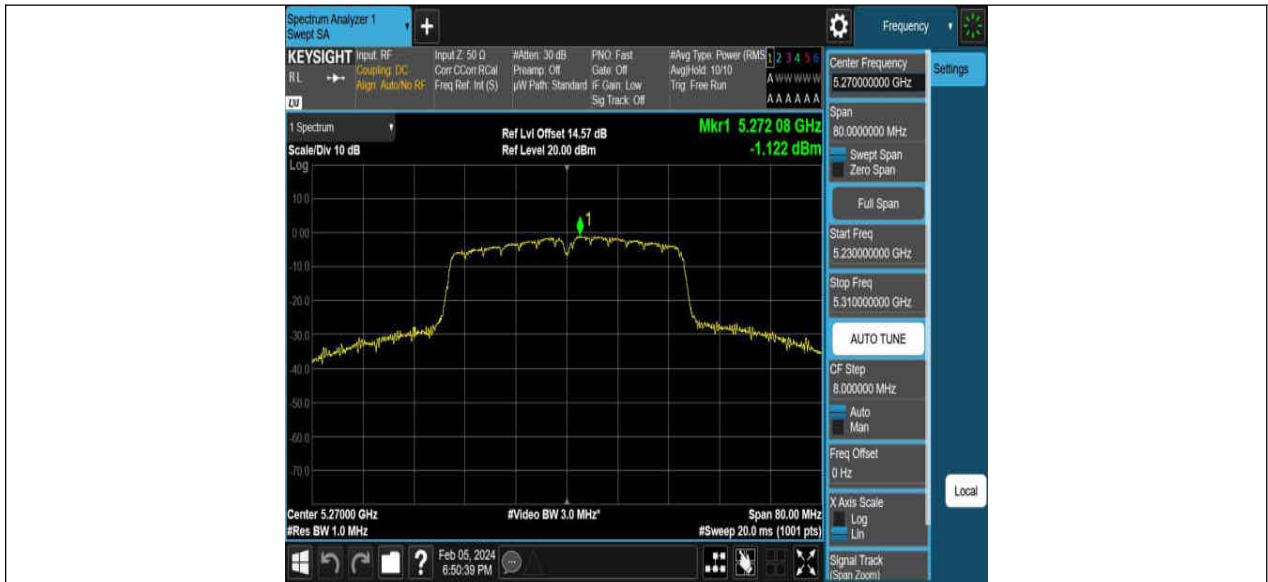 Spectrum Analyzer 1
Swept SA
+
Frequency
KEYSIGHT
RL
LXI
Input: RF
Coupling: DC
Align: Auto/No RF
Input Z: 50 Ω
Corr CCorr RCal
Freq Ref: Int (S)
#Atten: 30 dB
Preamp: Off
µW Path: Standard
PNO: Fast
Gate: Off
IF Gain: Low
Sig Track: Off
#Avg Type: Power (RMS
Avg|Hold: 10/10
Trig: Free Run
1 2 3 4 5 6
A W W W W W
A A A A A A
1 Spectrum
Scale/Div 10 dB
Log
Ref Lvl Offset 14.57 dB
Ref Level 20.00 dBm
Mkr1 5.272 08 GHz
-1.122 dBm
1
10.0
0.00
-10.0
-20.0
-30.0
-40.0
-50.0
-60.0
-70.0
Center 5.27000 GHz
#Res BW 1.0 MHz
#Video BW 3.0 MHz*
Span 80.00 MHz
#Sweep 20.0 ms (1001 pts)
Center Frequency
5.270000000 GHz
Settings
Span
80.0000000 MHz
Swept Span
Zero Span
Full Span
Start Freq
5.230000000 GHz
Stop Freq
5.310000000 GHz
AUTO TUNE
CF Step
8.000000 MHz
Auto
Man
Freq Offset
0 Hz
X Axis Scale
Log
Lin
Signal Track
(Span Zoom)
Local
?
Feb 05, 2024
6:50:39 PM